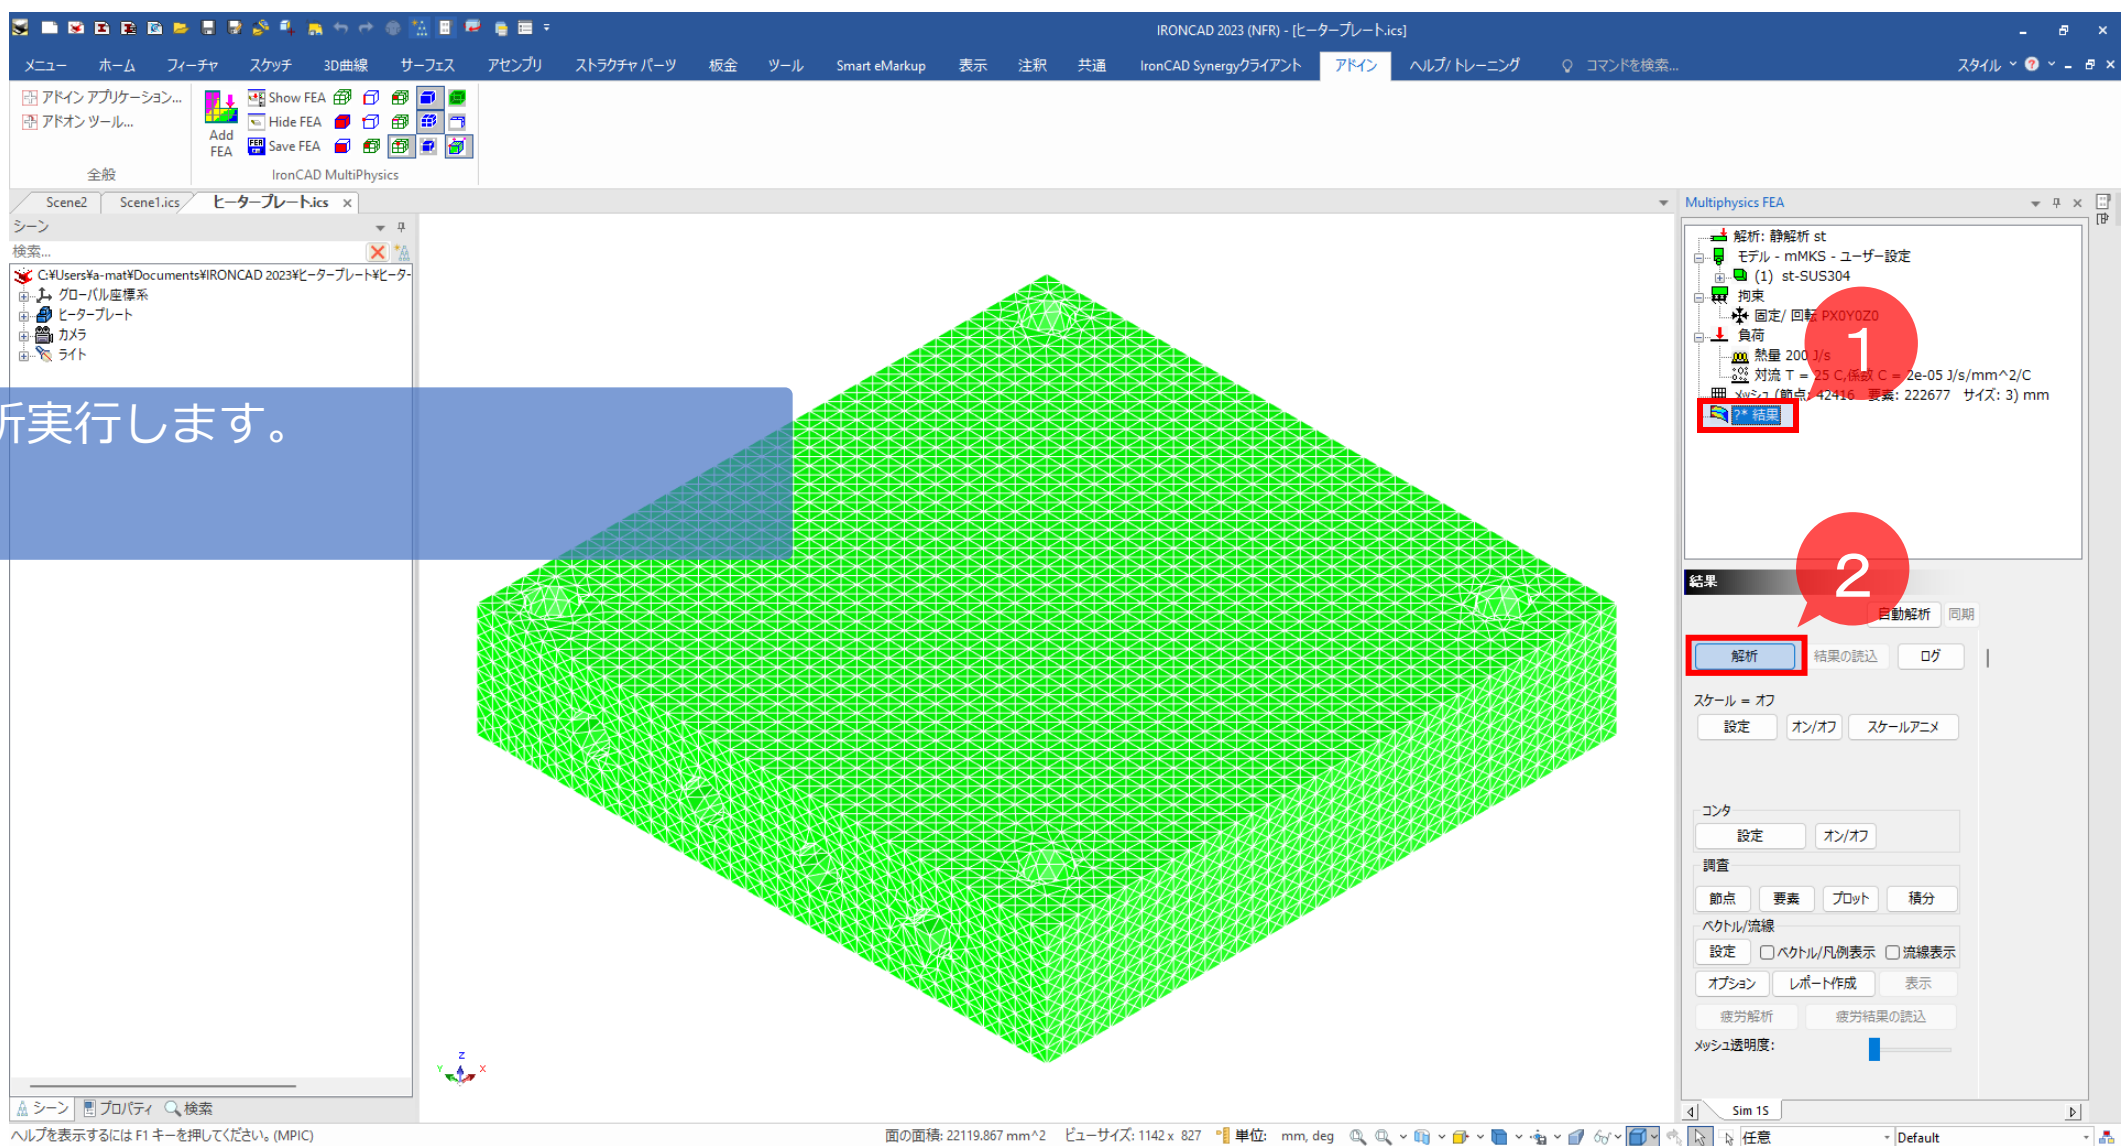 IRONCAD 2023 (NFR) - [ヒータープレート.ics]
メニュー ホーム フィーチャ スケッチ 3D曲線 サーフェス アセンブリ ストラクチャ パーツ 板金 ツール Smart eMarkup 表示 注釈 共通 IronCAD Synergyクライアント アドイン ヘルプ/トレーニング コマンドを検索... スタイル
アドイン アプリケーション...
アドオン ツール...
全般
Add
FEA
Show FEA
Hide FEA
Save FEA
IronCAD MultiPhysics
Scene2 Scene1.ics ヒータープレート.ics
シーン
検索...
C:¥Users¥a-mat¥Documents¥IRONCAD 2023¥ヒータープレート¥ヒータ-
グローバル座標系
ヒータープレート
カメラ
ライト
析実行します。
Z
Y
X
Multiphysics FEA
解析: 静解析 st
モデル - mMKS - ユーザー設定
(1) st-SUS304
拘束
固定/ 回転 PX0Y0Z0
負荷
熱量 200 J/s
対流 T = 25 C,係数 C = 2e-05 J/s/mm^2/C
メッシュ (節点: 42416 要素: 222677 サイズ: 3) mm
?* 結果
1
2
結果
自動解析 同期
解析 結果の読込 ログ
スケール = オフ
設定 オン/オフ スケールアニメ
コンタ
設定 オン/オフ
調査
節点 要素 プロット 積分
ベクトル/流線
設定 ベクトル/凡例表示 流線表示
オプション レポート作成 表示
疲労解析 疲労結果の読込
メッシュ透明度:
Sim 1S
シーン プロパティ 検索
ヘルプを表示するには F1 キーを押してください。(MPIC)
面の面積: 22119.867 mm^2 ビューサイズ: 1142 x 827 単位: mm, deg 任意 Default